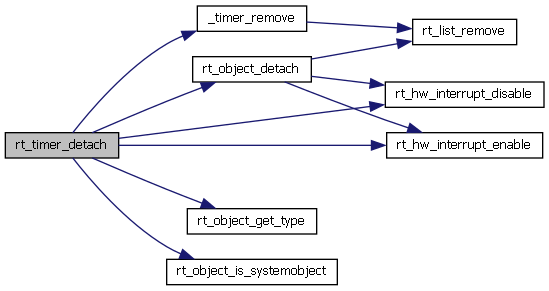 _timer_remove
rt_list_remove
rt_object_detach
rt_hw_interrupt_disable
rt_timer_detach
rt_hw_interrupt_enable
rt_object_get_type
rt_object_is_systemobject